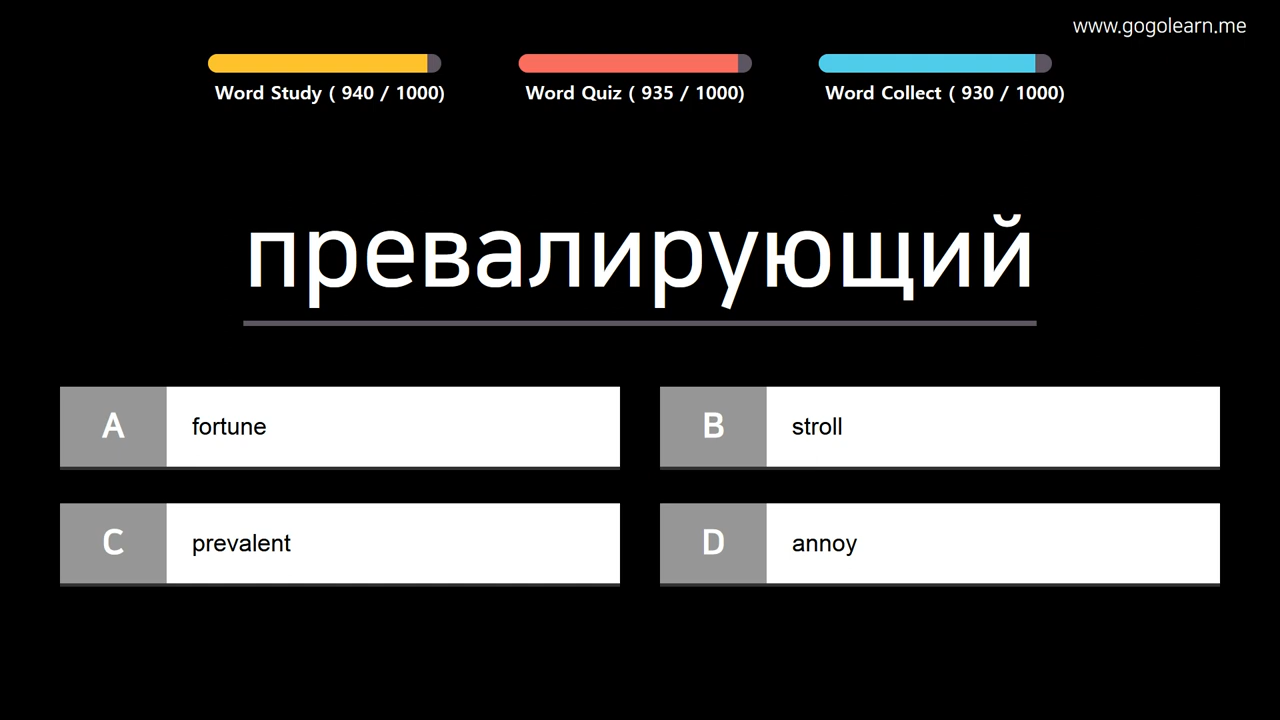 www.gogolearn.me
Word Study ( 940 / 1000)
Word Quiz ( 935 / 1000)
Word Collect ( 930 / 1000)
превалирующий
A fortune
B stroll
C prevalent
D annoy